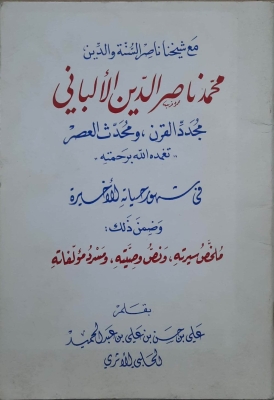 مع شيخنا ناصر السنة والدين
محمد ناصر الدين الألباني
مجدد القرن، ومحدث العصر
"تغمده الله برحمته"
في شهور حياته الأخيرة
وضمن ذلك:
ملخص سيرته، ونص وصيته، وسرد مؤلفاته
بقلم
علي بن حسن بن علي بن عبد الحميد
الحلبي الأثري